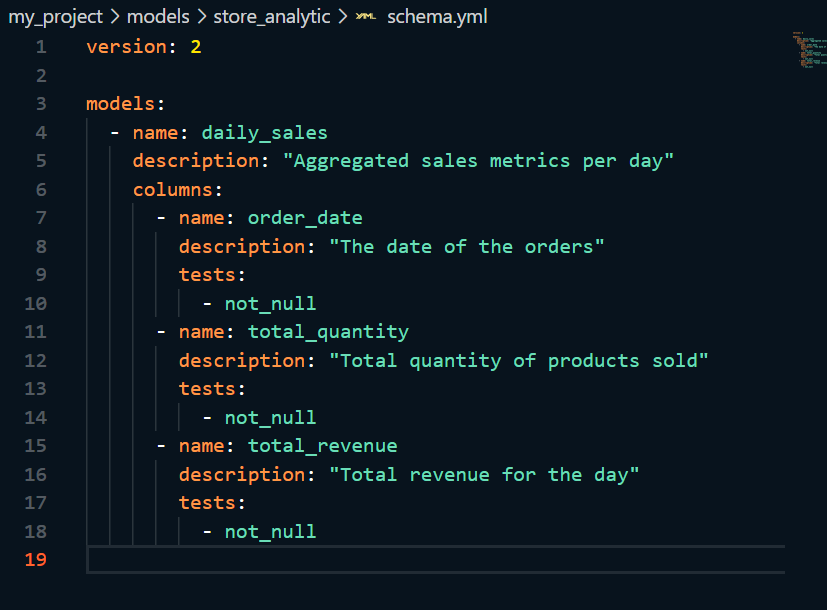 my_project > models > store_analytic > YAML schema.yml
1 version: 2
2
3 models:
4   - name: daily_sales
5     description: "Aggregated sales metrics per day"
6     columns:
7       - name: order_date
8         description: "The date of the orders"
9         tests:
10           - not_null
11       - name: total_quantity
12         description: "Total quantity of products sold"
13         tests:
14           - not_null
15       - name: total_revenue
16         description: "Total revenue for the day"
17         tests:
18           - not_null
19